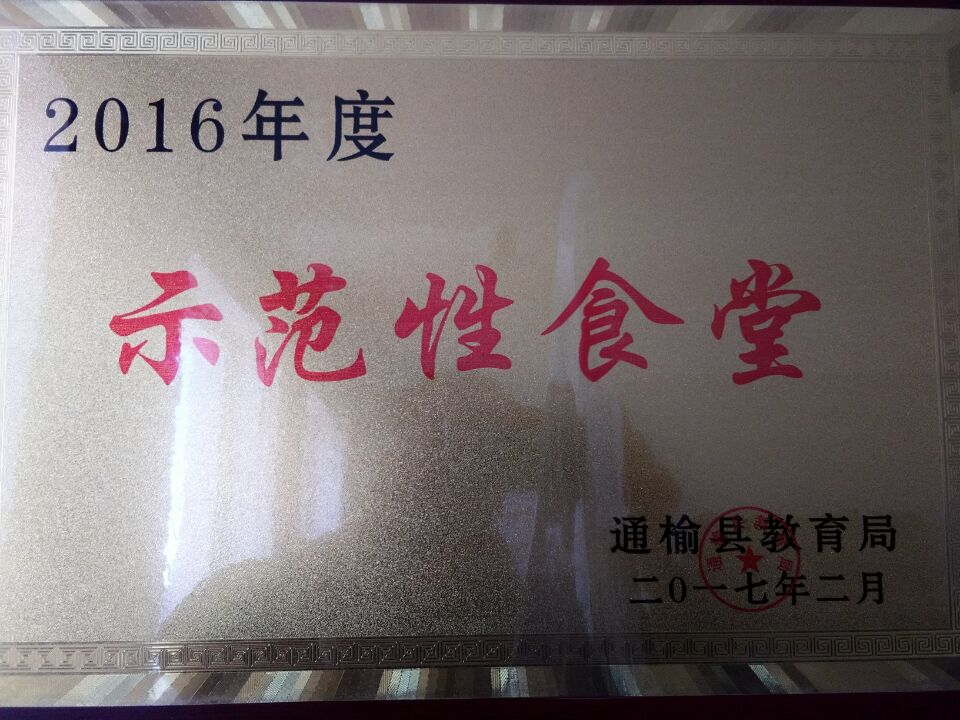 2016年度
示范性食堂
通榆县教育局
二0一七年二月